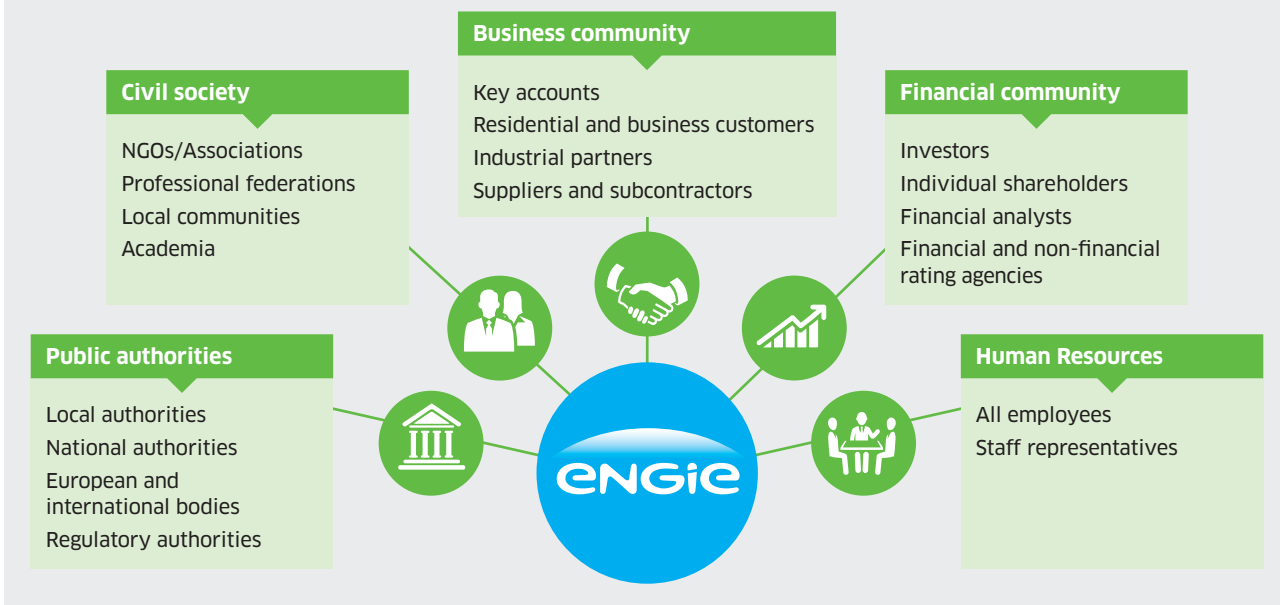 Business community
Key accounts
Residential and business customers
Industrial partners
Suppliers and subcontractors
Civil society
NGOs/Associations
Professional federations
Local communities
Academia
Financial community
Investors
Individual shareholders
Financial analysts
Financial and non-financial
rating agencies
Public authorities
Local authorities
National authorities
European and
international bodies
Regulatory authorities
Human Resources
All employees
Staff representatives
eNGiE